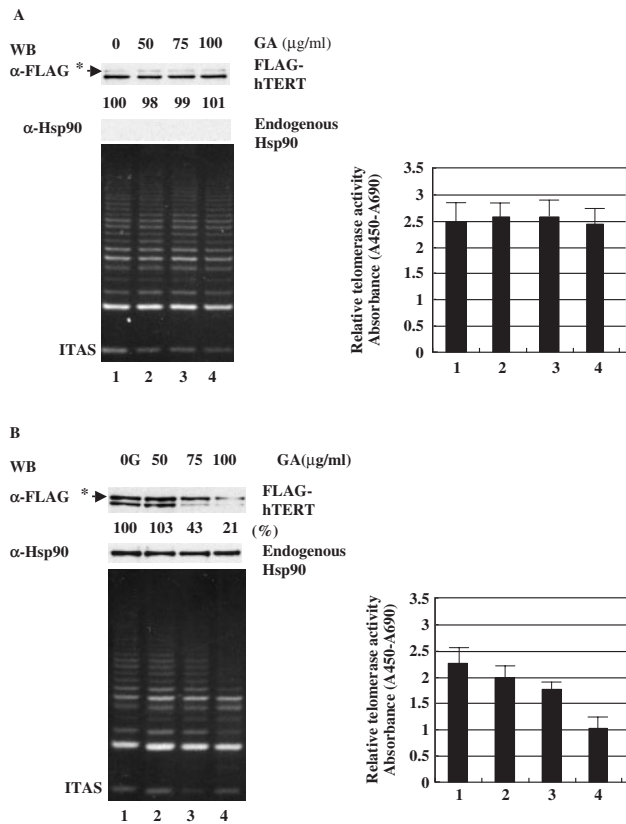 A
WB 0 50 75 100 GA (μg/ml)
α-FLAG * FLAG-
hTERT
100 98 99 101
α-Hsp90 Endogenous
Hsp90
ITAS
1 2 3 4
Relative telomerase activity
Absorbance (A450-A690)
3.5
3
2.5
2
1.5
1
0.5
0
1 2 3 4
B
WB 0G 50 75 100 GA(μg/ml)
α-FLAG * FLAG-
hTERT
100 103 43 21 (%)
α-Hsp90 Endogenous
Hsp90
ITAS
1 2 3 4
Relative telomerase activity
Absorbance (A450-A690)
3.5
3
2.5
2
1.5
1
0.5
0
1 2 3 4